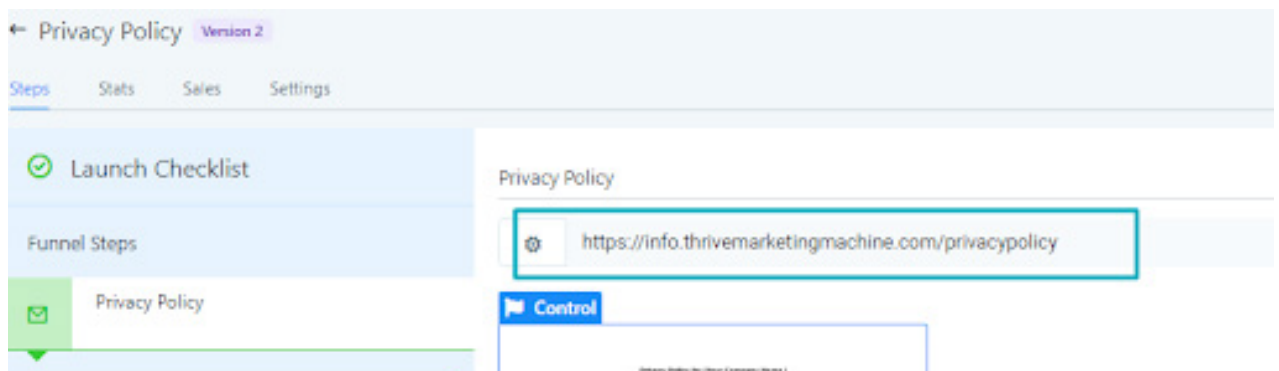 ← Privacy Policy Version 2
Steps Stats Sales Settings
Launch Checklist
Funnel Steps
Privacy Policy
Privacy Policy
https://info.thrivemarketingmachine.com/privacypolicy
Control